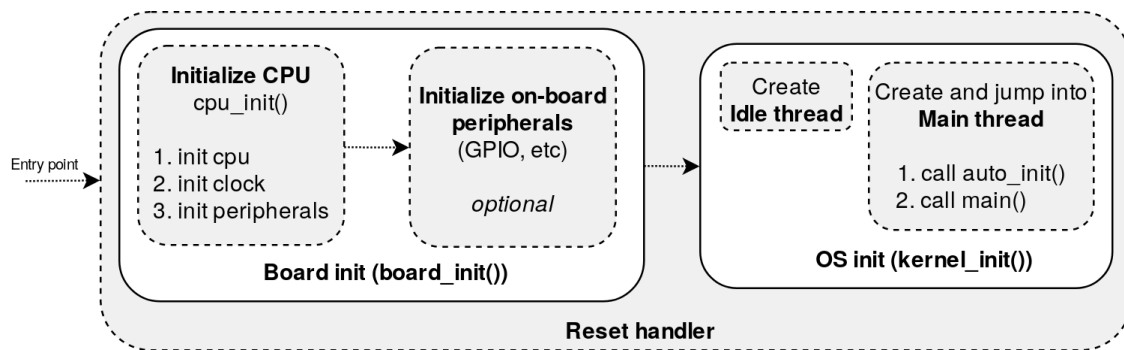 Entry point
Initialize CPU
cpu_init()
1. init cpu
2. init clock
3. init peripherals
Initialize on-board
peripherals
(GPIO, etc)
optional
Board init (board_init())
Create
Idle thread
Create and jump into
Main thread
1. call auto_init()
2. call main()
OS init (kernel_init())
Reset handler